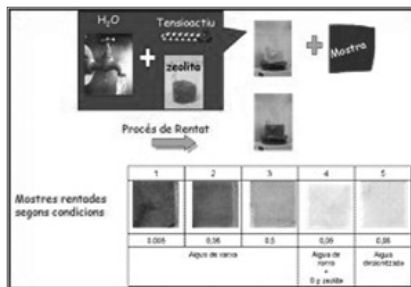 H₂O
Tensioactiu
zeolita
Mostra
Procés de Rentat
Mostres rentades
segons condicions
1 2 3 4 5
0,005 0,05 0,5 0,05 0,05
Aigua de xarxa
Aigua de
xarxa
+
0 g zeolita
Aigua
desionitzada